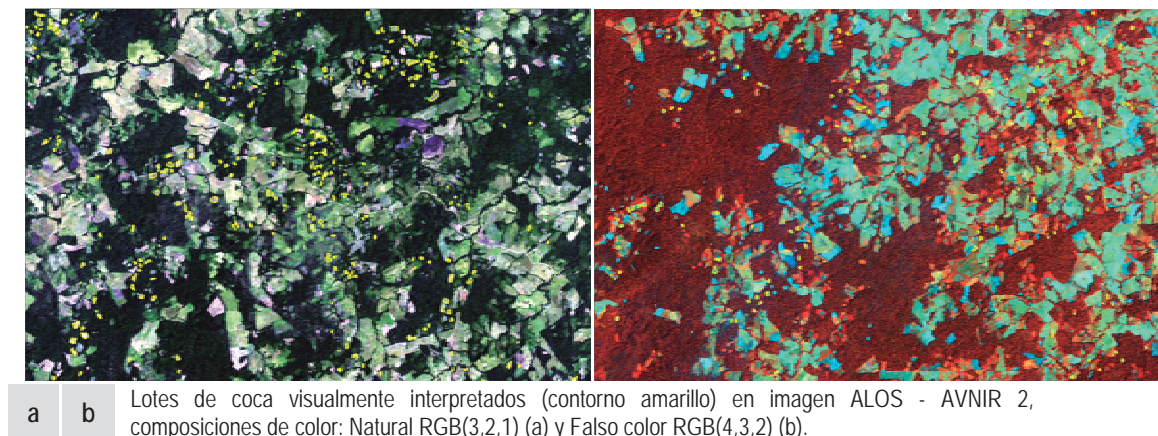 a b
Lotes de coca visualmente interpretados (contorno amarillo) en imagen ALOS - AVNIR 2,
composiciones de color: Natural RGB(3,2,1) (a) y Falso color RGB(4,3,2) (b).